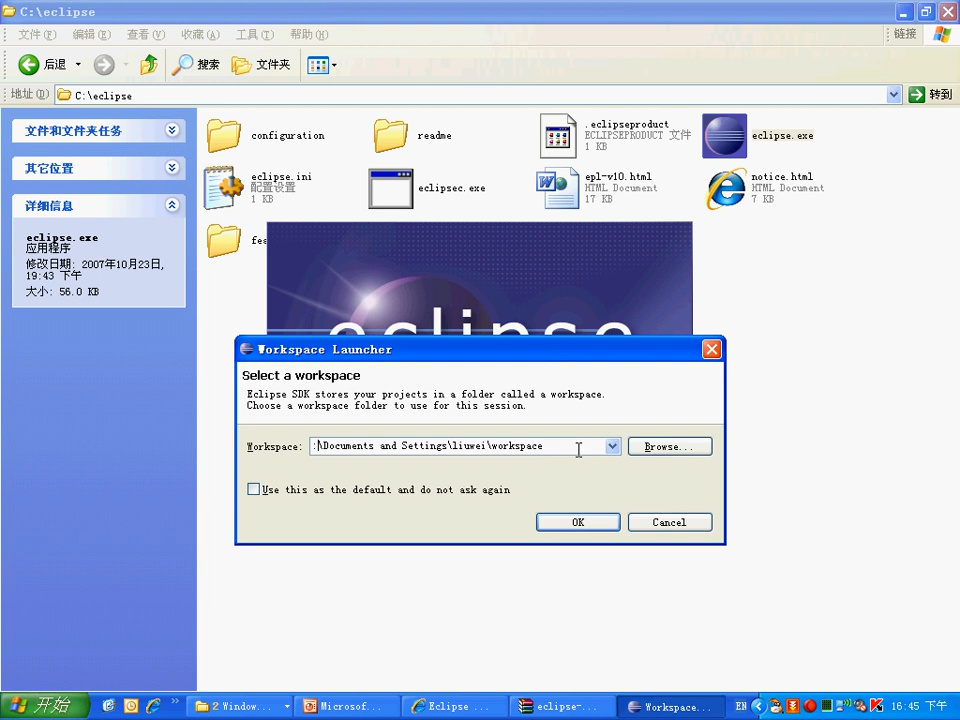 C:\eclipse
文件(F) 编辑(E) 查看(V) 收藏(A) 工具(T) 帮助(H) 链接
后退 搜索 文件夹
地址(D) C:\eclipse 转到
文件和文件夹任务
其它位置
详细信息
eclipse.exe
应用程序
修改日期: 2007年10月23日,
19:43 下午
大小: 56.0 KB
configuration
readme
.eclipseproduct
ECLIPSEPRODUCT 文件
1 KB
eclipse.exe
eclipse.ini
配置设置
1 KB
eclipsec.exe
epl-v10.html
HTML Document
17 KB
notice.html
HTML Document
7 KB
eclipse
Workspace Launcher
Select a workspace
Eclipse SDK stores your projects in a folder called a workspace.
Choose a workspace folder to use for this session.
Workspace: :\Documents and Settings\liuwei\workspace Browse...
Use this as the default and do not ask again
OK Cancel
开始 2 Window... Microsof... Eclipse ... eclipse-... Workspace... EN 16:45 下午